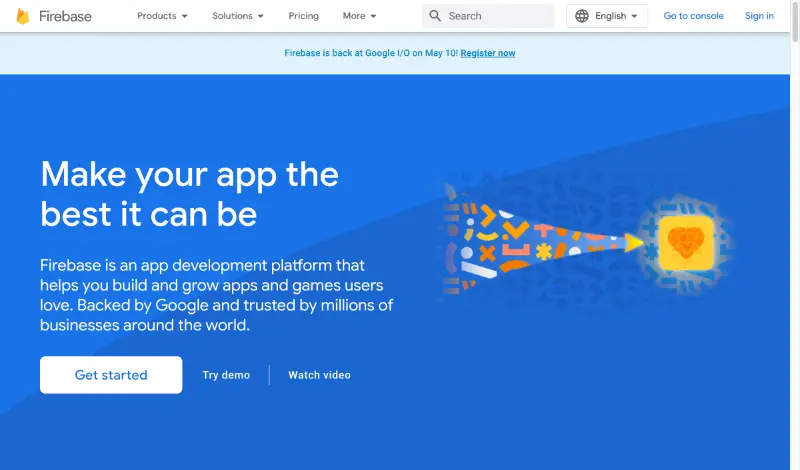 Firebase Products Solutions Pricing More Search English Go to console Sign in
Firebase is back at Google I/O on May 10! Register now
Make your app the
best it can be
Firebase is an app development platform that
helps you build and grow apps and games users
love. Backed by Google and trusted by millions of
businesses around the world.
Get started Try demo Watch video